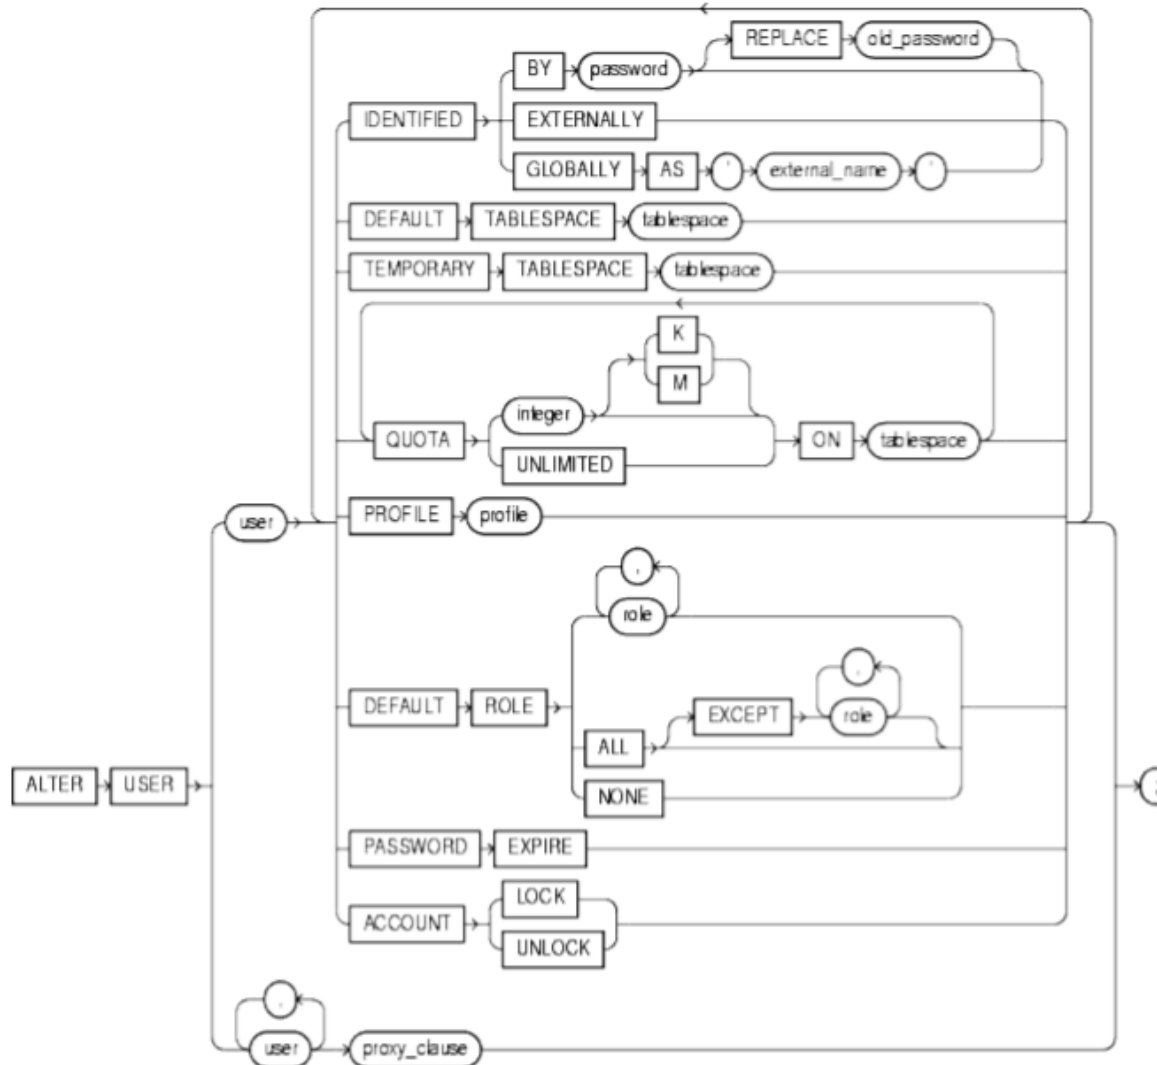 REPLACE old_password
BY password
IDENTIFIED EXTERNALLY
GLOBALLY AS ' external_name '
DEFAULT TABLESPACE tablespace
TEMPORARY TABLESPACE tablespace
K
M
integer
QUOTA ON tablespace
UNLIMITED
user PROFILE profile
,
role
,
DEFAULT ROLE EXCEPT role
ALL
ALTER USER ;
NONE
PASSWORD EXPIRE
LOCK
ACCOUNT
UNLOCK
,
user proxy_clause